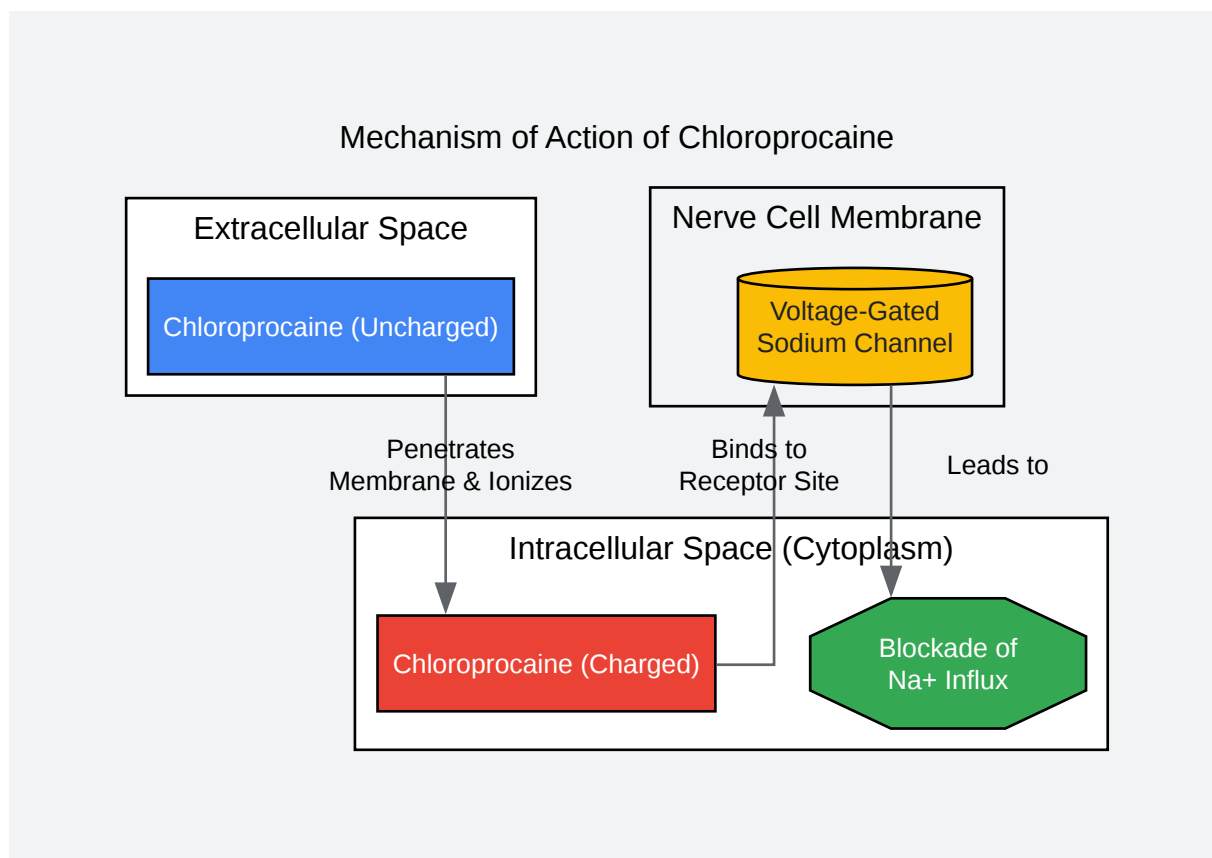 Mechanism of Action of Chloroprocaine
Extracellular Space
Chloroprocaine (Uncharged)
Nerve Cell Membrane
Voltage-Gated
Sodium Channel
Penetrates
Membrane & Ionizes
Binds to
Receptor Site
Leads to
Intracellular Space (Cytoplasm)
Chloroprocaine (Charged)
Blockade of
Na+ Influx